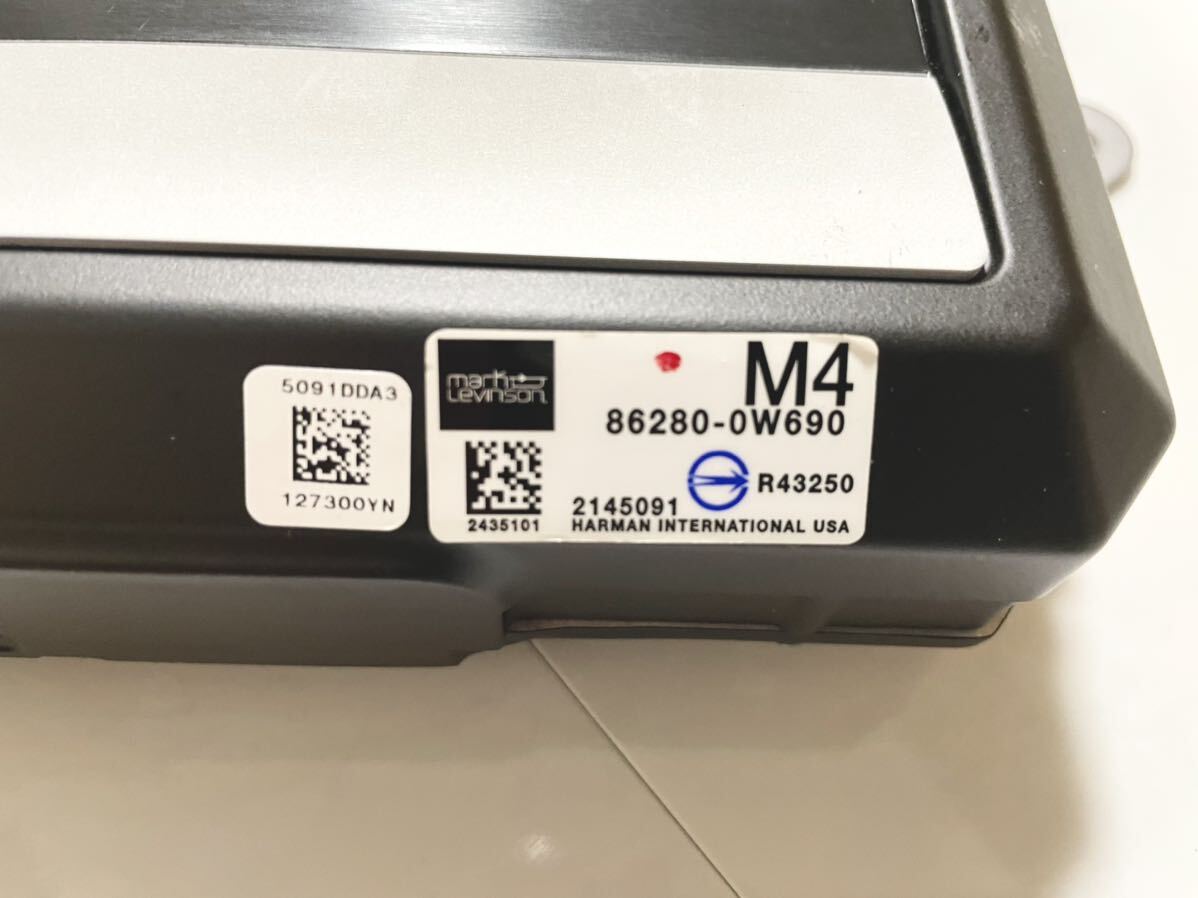 5091DDA3
127300YN
mark
Levinson
M4
86280-0W690
R43250
2145091
2435101
HARMAN INTERNATIONAL USA